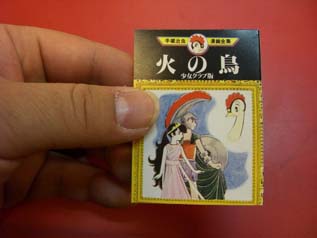 手塚治虫 漫画全集
火の鳥
少女クラブ版